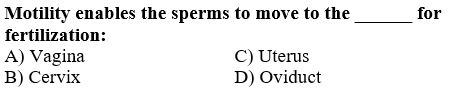 Motility enables the sperms to move to the ______ for
fertilization:
A) Vagina C) Uterus
B) Cervix D) Oviduct